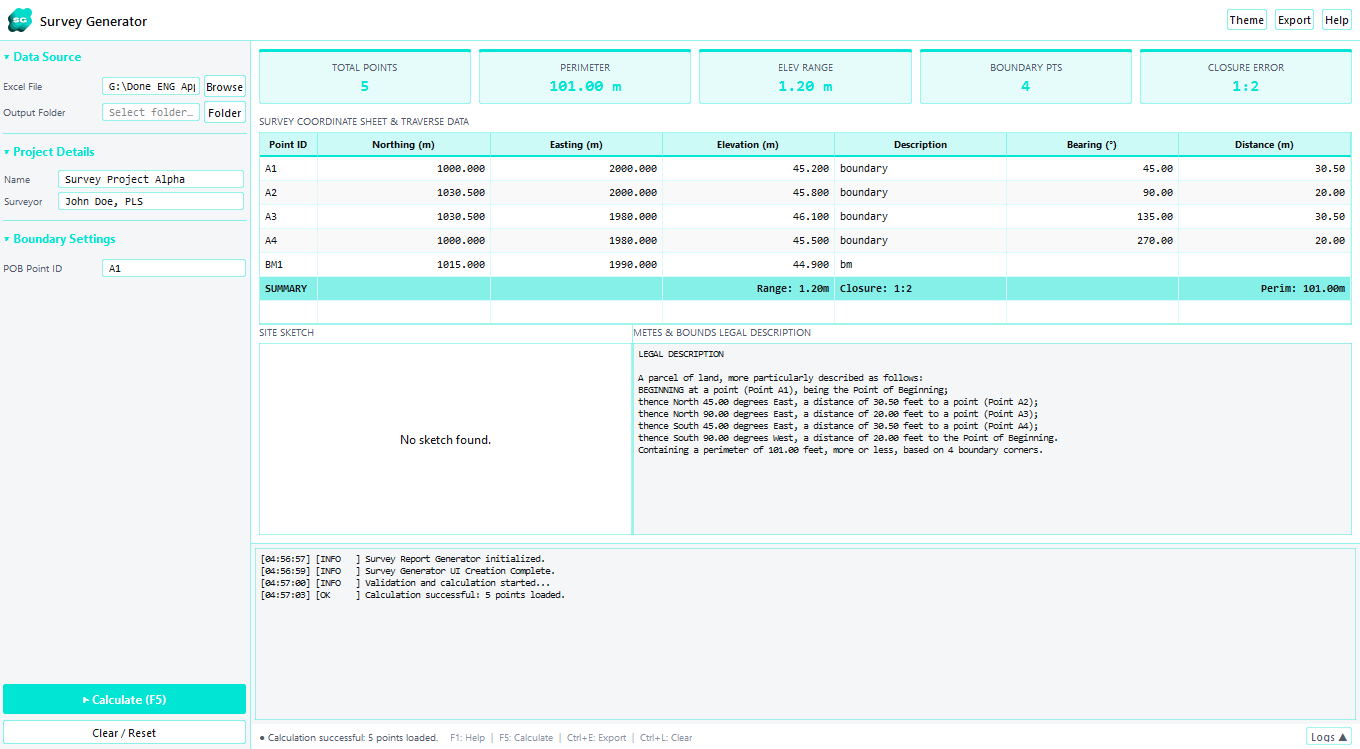 SG Survey Generator Theme Export Help
▾ Data Source
Excel File G:\Done ENG Ap Browse
Output Folder Select folder… Folder
▾ Project Details
Name Survey Project Alpha
Surveyor John Doe, PLS
▾ Boundary Settings
POB Point ID A1
▸ Calculate (F5)
Clear / Reset
TOTAL POINTS PERIMETER ELEV RANGE BOUNDARY PTS CLOSURE ERROR
5 101.00 m 1.20 m 4 1:2
SURVEY COORDINATE SHEET & TRAVERSE DATA
Point ID Northing (m) Easting (m) Elevation (m) Description Bearing (°) Distance (m)
A1 1000.000 2000.000 45.200 boundary 45.00 30.50
A2 1030.500 2000.000 45.800 boundary 90.00 20.00
A3 1030.500 1980.000 46.100 boundary 135.00 30.50
A4 1000.000 1980.000 45.500 boundary 270.00 20.00
BM1 1015.000 1990.000 44.900 bm
SUMMARY Range: 1.20m Closure: 1:2 Perim: 101.00m
SITE SKETCH
No sketch found.
METES & BOUNDS LEGAL DESCRIPTION
LEGAL DESCRIPTION
A parcel of land, more particularly described as follows:
BEGINNING at a point (Point A1), being the Point of Beginning;
thence North 45.00 degrees East, a distance of 30.50 feet to a point (Point A2);
thence North 90.00 degrees East, a distance of 20.00 feet to a point (Point A3);
thence South 45.00 degrees East, a distance of 30.50 feet to a point (Point A4);
thence South 90.00 degrees West, a distance of 20.00 feet to the Point of Beginning.
Containing a perimeter of 101.00 feet, more or less, based on 4 boundary corners.
[04:56:57] [INFO ] Survey Report Generator initialized.
[04:56:59] [INFO ] Survey Generator UI Creation Complete.
[04:57:00] [INFO ] Validation and calculation started...
[04:57:03] [OK ] Calculation successful: 5 points loaded.
● Calculation successful: 5 points loaded. F1: Help | F5: Calculate | Ctrl+E: Export | Ctrl+L: Clear Logs ▲